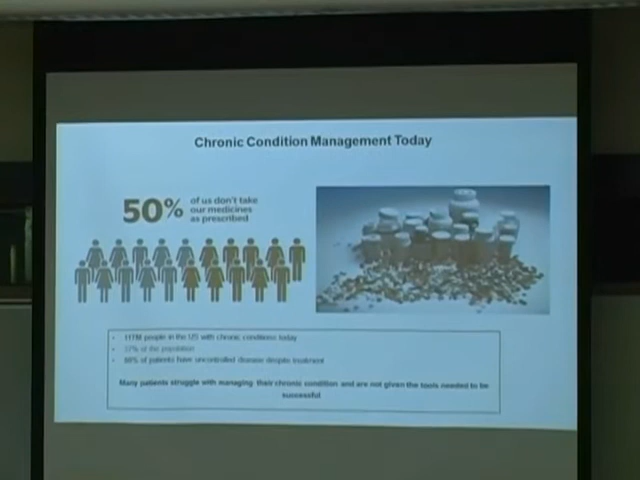 Chronic Condition Management Today
50% of us don't take
our medicines
as prescribed
• 117M people in the US with chronic conditions today
• of the population
• of patients have uncontrolled disease despite treatment
Many patients struggle with managing their chronic condition and are not given the tools needed to be
successful